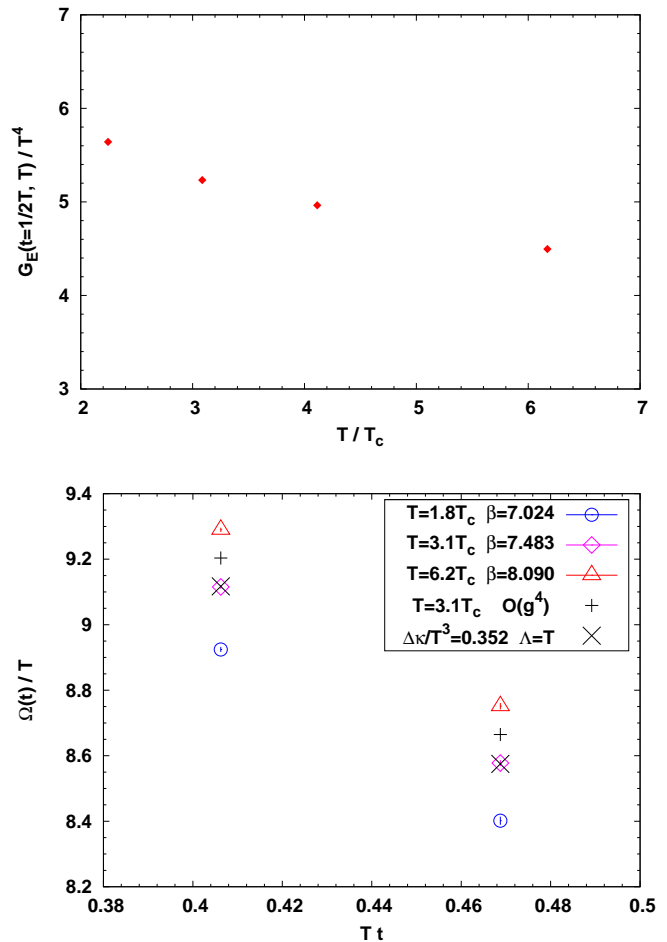 7
6
5
4
3
G_E(t=1/2T, T) / T^4
2 3 4 5 6 7
T / T_c
9.4
9.2
9
8.8
8.6
8.4
8.2
Ω(t) / T
T=1.8T_c β=7.024
T=3.1T_c β=7.483
T=6.2T_c β=8.090
T=3.1T_c O(g^4)
Δκ/T^3=0.352 Λ=T
0.38 0.4 0.42 0.44 0.46 0.48 0.5
T t